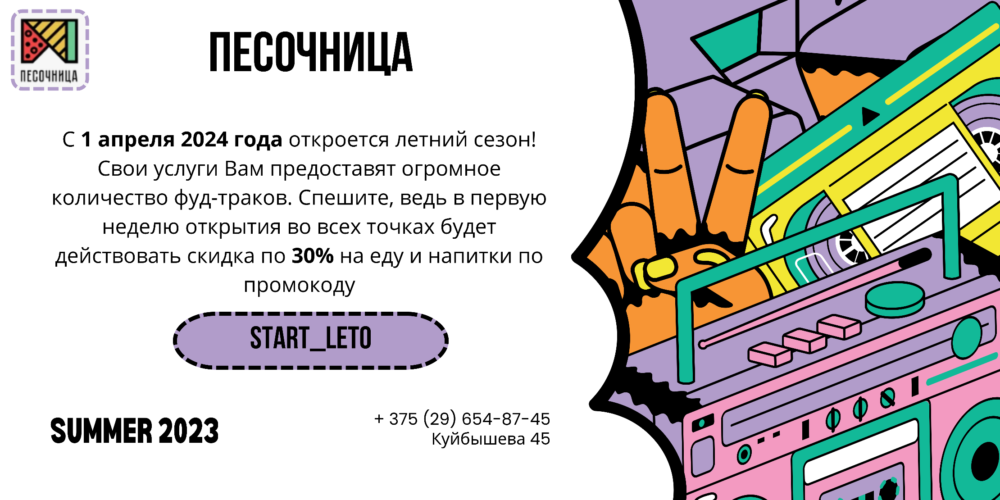 ПЕСОЧНИЦА
ПЕСОЧНИЦА
С 1 апреля 2024 года откроется летний сезон!
Свои услуги Вам предоставят огромное
количество фуд-траков. Спешите, ведь в первую
неделю открытия во всех точках будет
действовать скидка по 30% на еду и напитки по
промокоду
START_LETO
SUMMER 2023
+ 375 (29) 654-87-45
Куйбышева 45